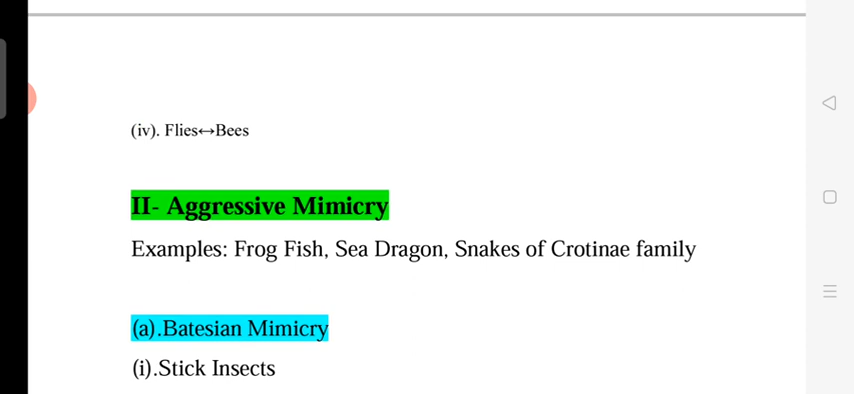 (iv). Flies↔Bees
II- Aggressive Mimicry
Examples: Frog Fish, Sea Dragon, Snakes of Crotinae family
(a).Batesian Mimicry
(i).Stick Insects